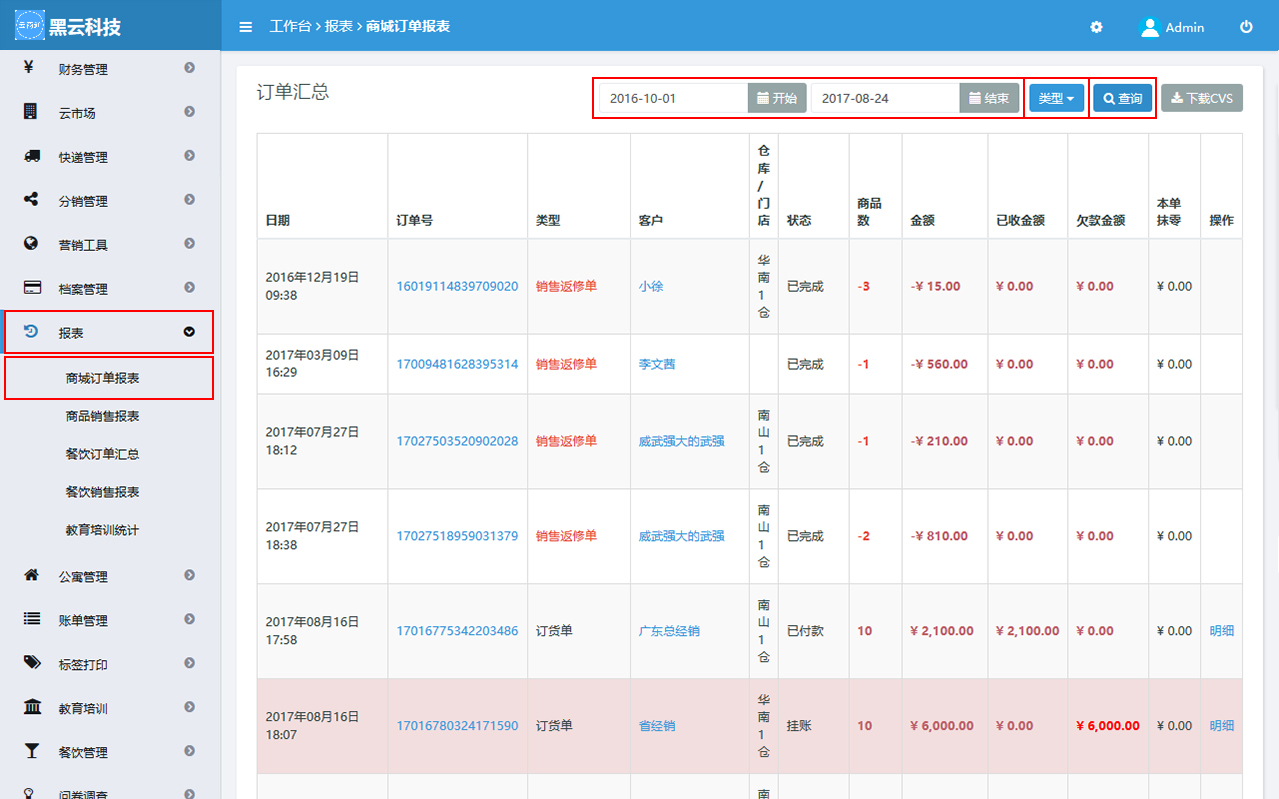 黑云科技
工作台 > 报表 > 商城订单报表
Admin
¥ 财务管理
云市场
快递管理
分销管理
营销工具
档案管理
报表
商城订单报表
商品销售报表
餐饮订单汇总
餐饮销售报表
教育培训统计
公寓管理
账单管理
标签打印
教育培训
餐饮管理
问卷调查
订单汇总
2016-10-01 开始 2017-08-24 结束 类型 查询 下载CVS
日期 订单号 类型 客户 仓库/门店 状态 商品数 金额 已收金额 欠款金额 本单抹零 操作
2016年12月19日 09:38 16019114839709020 销售返修单 小徐 华南1仓 已完成 -3 -¥ 15.00 ¥ 0.00 ¥ 0.00 ¥ 0.00
2017年03月09日 16:29 17009481628395314 销售返修单 李文茜 已完成 -1 -¥ 560.00 ¥ 0.00 ¥ 0.00 ¥ 0.00
2017年07月27日 18:12 17027503520902028 销售返修单 威武强大的武强 南山1仓 已完成 -1 -¥ 210.00 ¥ 0.00 ¥ 0.00 ¥ 0.00
2017年07月27日 18:38 17027518959031379 销售返修单 威武强大的武强 南山1仓 已完成 -2 -¥ 810.00 ¥ 0.00 ¥ 0.00 ¥ 0.00
2017年08月16日 17:58 17016775342203486 订货单 广东总经销 南山1仓 已付款 10 ¥ 2,100.00 ¥ 2,100.00 ¥ 0.00 ¥ 0.00 明细
2017年08月16日 18:07 17016780324171590 订货单 省经销 华南1仓 挂账 10 ¥ 6,000.00 ¥ 0.00 ¥ 6,000.00 ¥ 0.00 明细
南